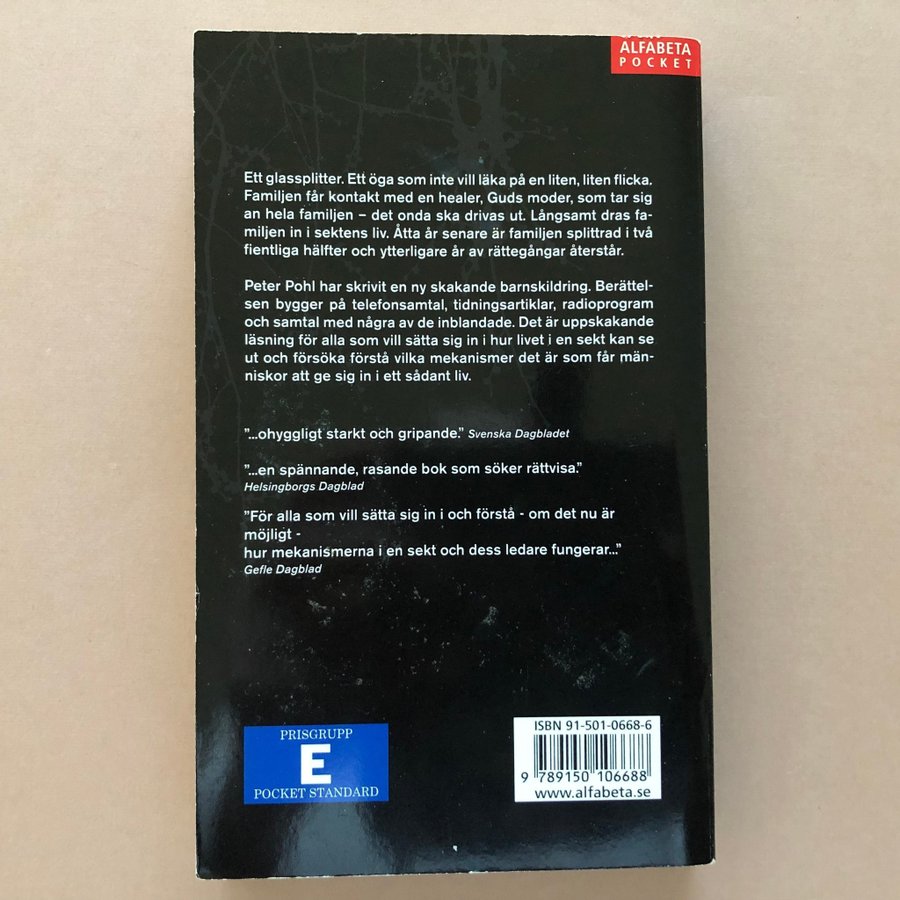 ALFABETA
POCKET
Ett glassplitter. Ett öga som inte vill läka på en liten, liten flicka.
Familjen får kontakt med en healer, Guds moder, som tar sig
an hela familjen – det onda ska drivas ut. Långsamt dras fa-
miljen in i sektens liv. Åtta år senare är familjen splittrad i två
fientliga hälfter och ytterligare år av rättegångar återstår.
Peter Pohl har skrivit en ny skakande barnskildring. Berättel-
sen bygger på telefonsamtal, tidningsartiklar, radioprogram
och samtal med några av de inblandade. Det är uppskakande
läsning för alla som vill sätta sig in i hur livet i en sekt kan se
ut och försöka förstå vilka mekanismer det är som får män-
niskor att ge sig in i ett sådant liv.
”...ohyggligt starkt och gripande.” Svenska Dagbladet
”...en spännande, rasande bok som söker rättvisa.”
Helsingborgs Dagblad
”För alla som vill sätta sig in i och förstå - om det nu är
möjligt -
hur mekanismerna i en sekt och dess ledare fungerar...”
Gefle Dagblad
PRISGRUPP
E
POCKET STANDARD
ISBN 91-501-0668-6
9 789150 106688
www.alfabeta.se